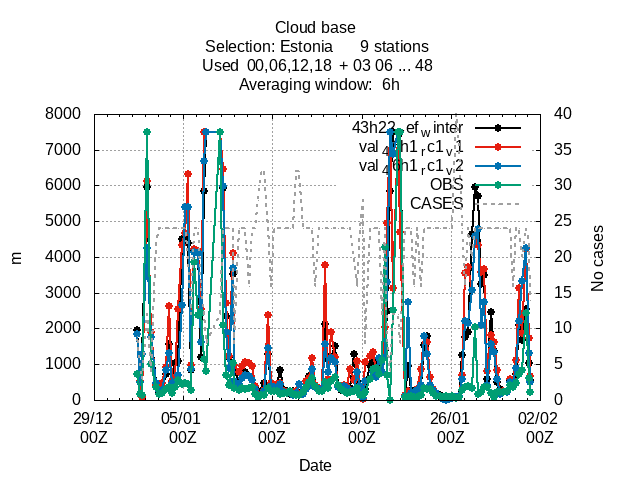 Cloud base
Selection: Estonia 9 stations
Used 00,06,12,18 + 03 06 ... 48
Averaging window: 6h
8000
7000
6000
5000
4000
3000
2000
1000
0
m
40
35
30
25
20
15
10
5
0
No cases
43h22_ef_winter
val_46h1_rc1_v1
val_46h1_rc1_v2
OBS
CASES
29/12 05/01 12/01 19/01 26/01 02/02
00Z 00Z 00Z 00Z 00Z 00Z
Date